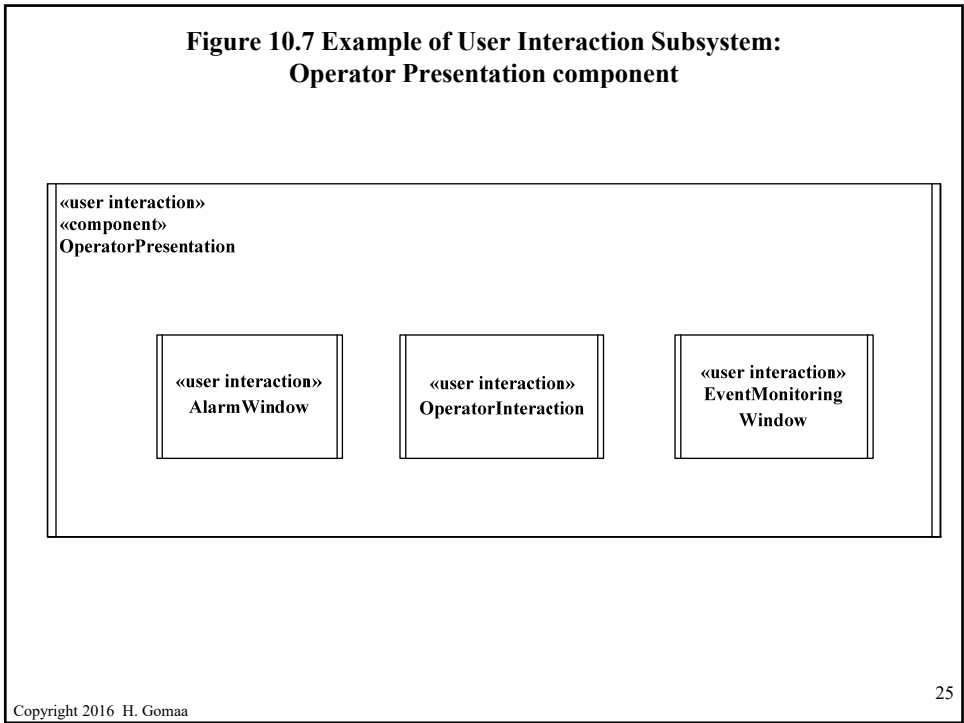 Figure 10.7 Example of User Interaction Subsystem:
Operator Presentation component
«user interaction»
«component»
OperatorPresentation
«user interaction»
AlarmWindow
«user interaction»
OperatorInteraction
«user interaction»
EventMonitoring
Window
25
Copyright 2016 H. Gomaa